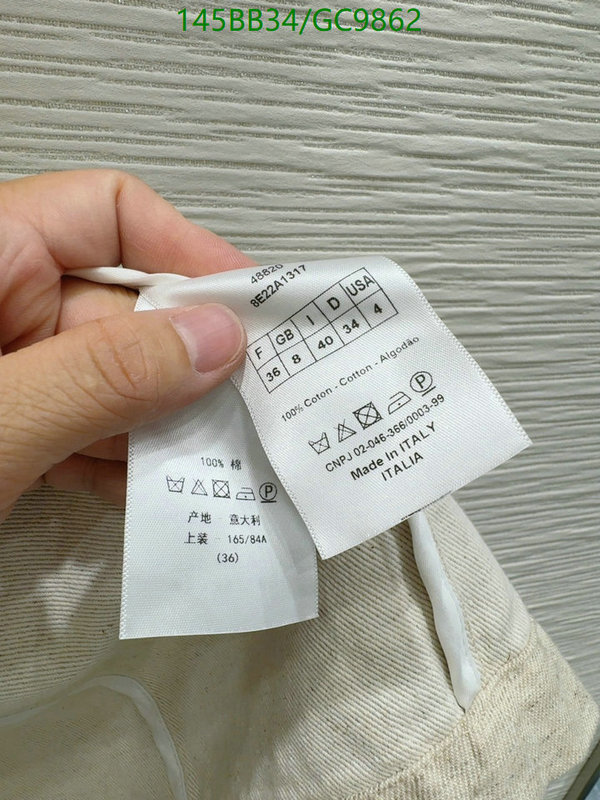 145BB34/GC9862
8E22A1317
F GB I D USA
36 8 40 34 4
100% Coton - Cotton - Algodão
CNPJ 02-046-366/0003-99
Made in ITALY
ITALIA
100% 棉
产地 · 意大利
上装 · 165/84A
(36)